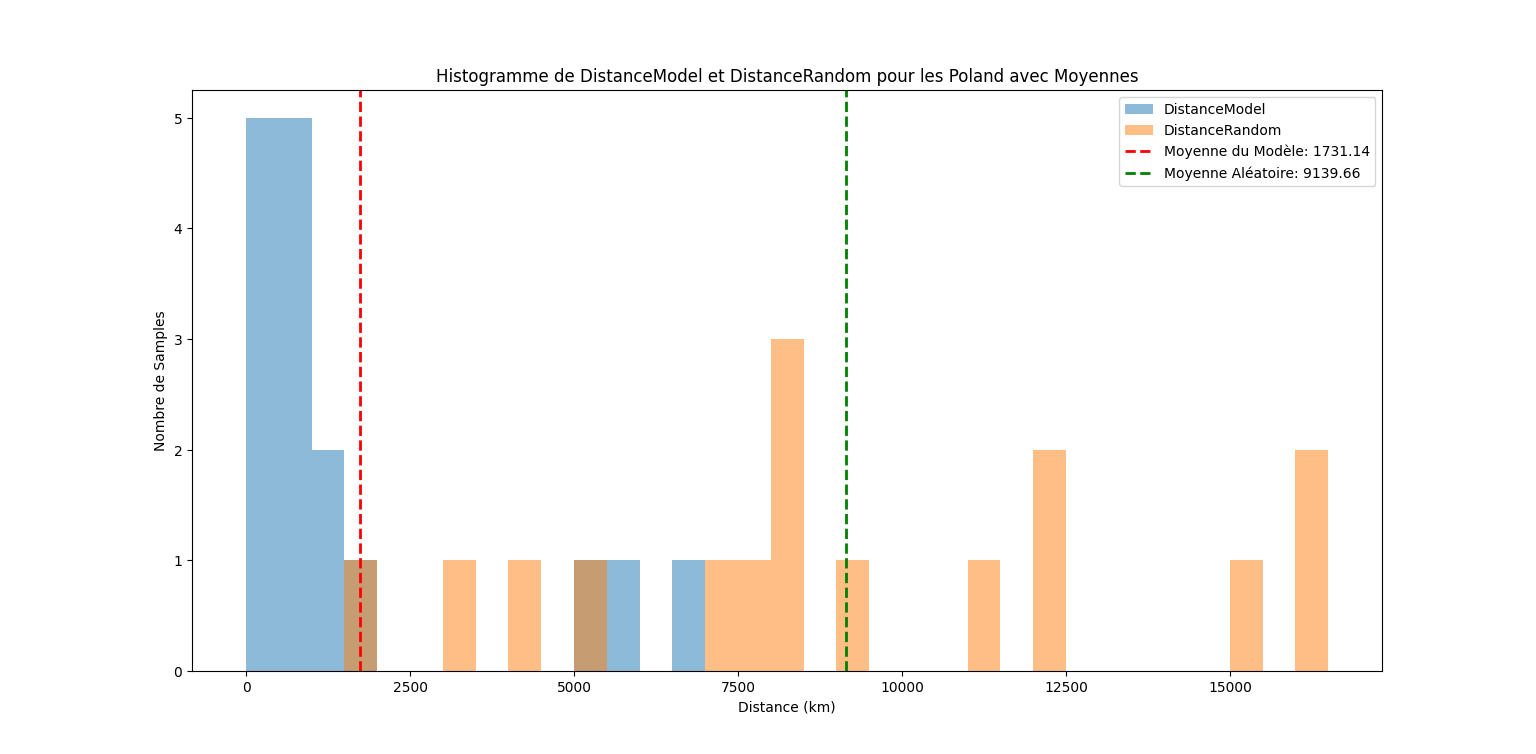 Histogramme de DistanceModel et DistanceRandom pour les Poland avec Moyennes
DistanceModel
DistanceRandom
Moyenne du Modèle: 1731.14
Moyenne Aléatoire: 9139.66
Nombre de Samples
5
4
3
2
1
0
0 2500 5000 7500 10000 12500 15000
Distance (km)